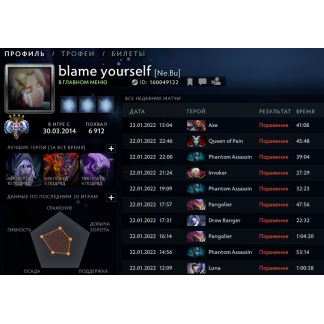 ПРОФИЛЬ / ТРОФЕИ / БИЛЕТЫ
blame yourself [Ne.Bu]
В ГЛАВНОМ МЕНЮ
ID: 160049122
В ИГРЕ С
30.03.2014
ПОХВАЛ
6 912
ЛУЧШИЕ ГЕРОИ (ЗА ВСЁ ВРЕМЯ)
ДАННЫЕ ПО ПОСЛЕДНИМ 20 ИГРАМ
СРАЖЕНИЕ
ДОБЫЧА ЗОЛОТА
ГИБКОСТЬ
ОСАДА
ПОДДЕРЖКА
ВСЕ НЕДАВНИЕ МАТЧИ
ДАТА ГЕРОЙ РЕЗУЛЬТАТ ВРЕМЯ
23.01.2022 13:04 Axe Поражение 41:08
22.01.2022 22:46 Queen of Pain Поражение 45:48
22.01.2022 22:00 Phantom Assassin Поражение 39:04
22.01.2022 21:24 Invoker Поражение 27:29
22.01.2022 19:09 Phantom Assassin Поражение 32:33
22.01.2022 17:57 Pangolier Поражение 47:56
22.01.2022 17:31 Drow Ranger Поражение 22:32
22.01.2022 16:14 Pangolier Поражение 1:04:20
22.01.2022 14:56 Phantom Assassin Поражение 53:14
22.01.2022 12:09 Luna Поражение 1:00:38